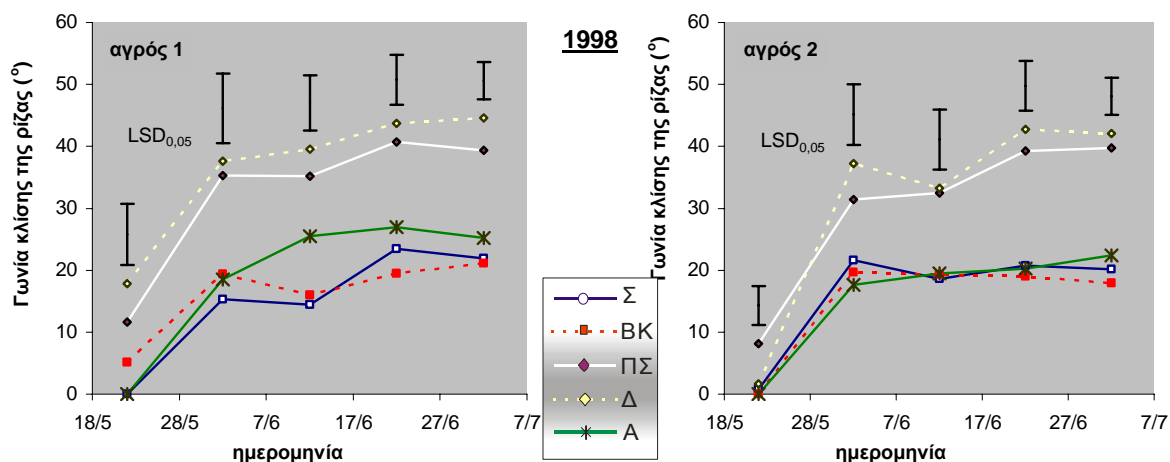 1998
αγρός 1
Γωνία κλίσης της ρίζας (°)
60
50
40
30
20
10
0
LSD0,05
18/5 28/5 7/6 17/6 27/6 7/7
ημερομηνία
Σ
ΒΚ
ΠΣ
Δ
Α
αγρός 2
Γωνία κλίσης της ρίζας (°)
60
50
40
30
20
10
0
LSD0,05
18/5 28/5 7/6 17/6 27/6 7/7
ημερομηνία